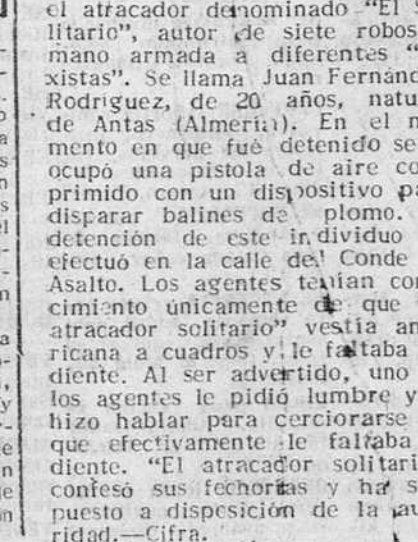 el atracador denominado "El S
litario", autor de siete robos
mano armada a diferentes "
xistas". Se llama Juan Fernánd
Rodríguez, de 20 años, natu
de Antas (Almería). En el m
mento en que fué detenido se
ocupó una pistola de aire co
primido con un dispositivo pa
disparar balines de plomo.
detención de este individuo
efectuó en la calle del Conde
Asalto. Los agentes tenían con
cimiento únicamente de que
atracador solitario" vestía am
ricana a cuadros y le faltaba
diente. Al ser advertido, uno
los agentes le pidió lumbre y
hizo hablar para cerciorarse
que efectivamente le faltaba
diente. "El atracador solitari
confesó sus fechorías y ha s
puesto a disposición de la au
ridad.—Cifra.